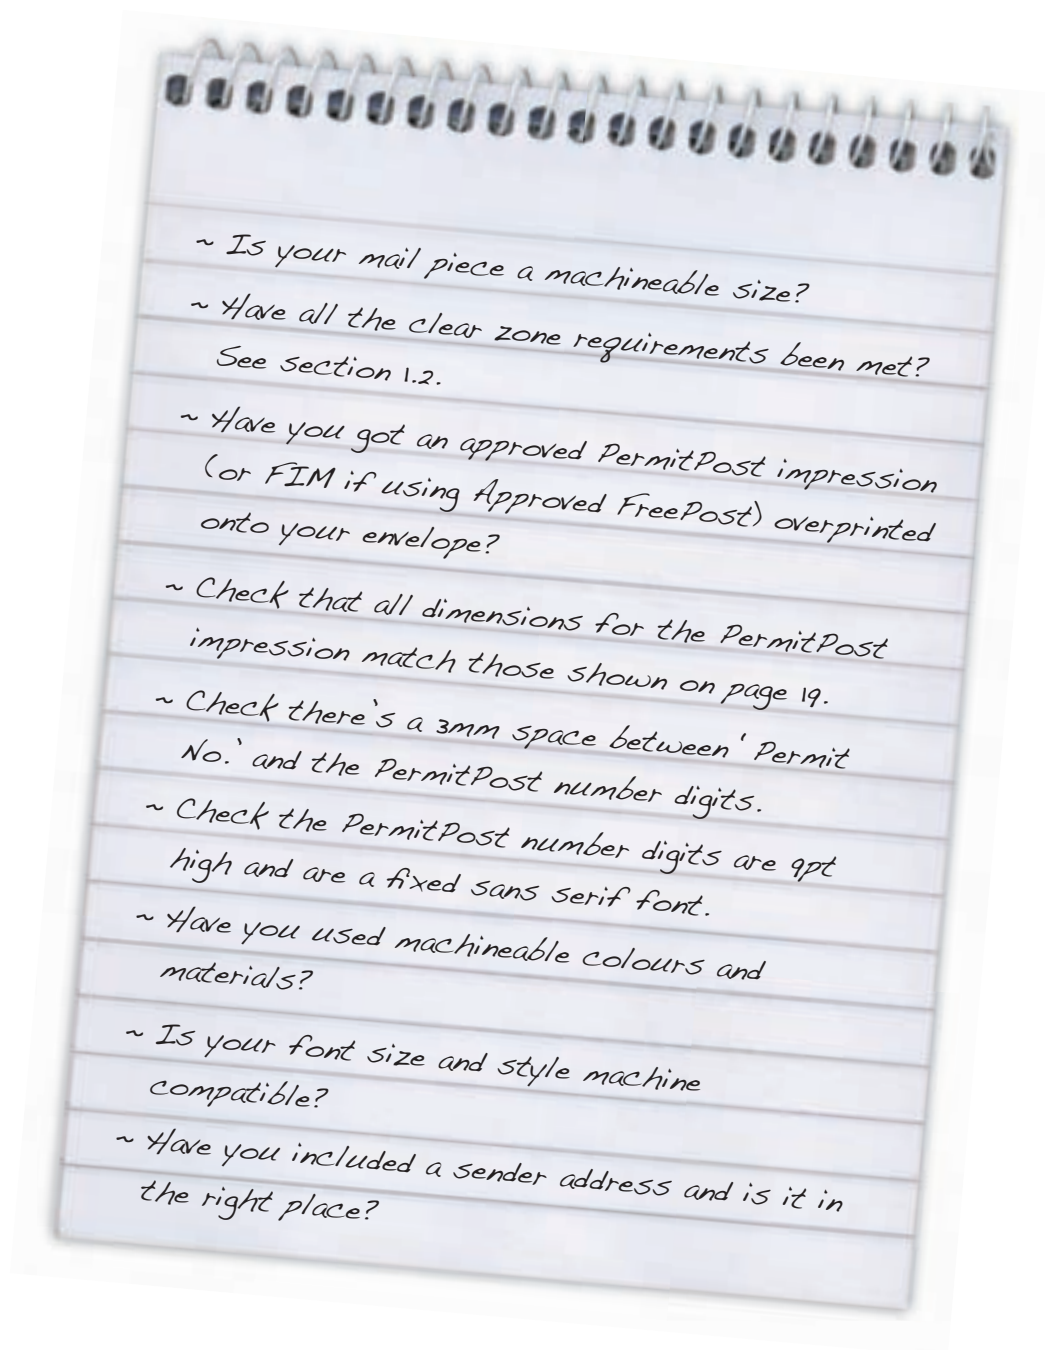 ~ Is your mail piece a machineable size?
~ Have all the clear zone requirements been met?
See section 1.2.
~ Have you got an approved PermitPost impression
(or FIM if using Approved FreePost) overprinted
onto your envelope?
~ Check that all dimensions for the PermitPost
impression match those shown on page 19.
~ Check there`s a 3mm space between ' Permit
No.` and the PermitPost number digits.
~ Check the PermitPost number digits are 9pt
high and are a fixed sans serif font.
~ Have you used machineable colours and
materials?
~ Is your font size and style machine
compatible?
~ Have you included a sender address and is it in
the right place?